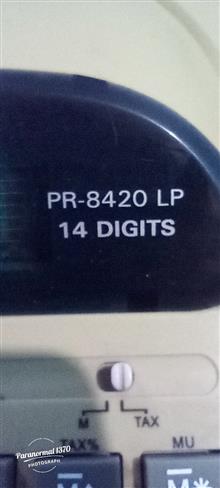 PR-8420 LP
14 DIGITS
M TAX
TAX% MU
Paranormal 1370
PHOTOGRAPH